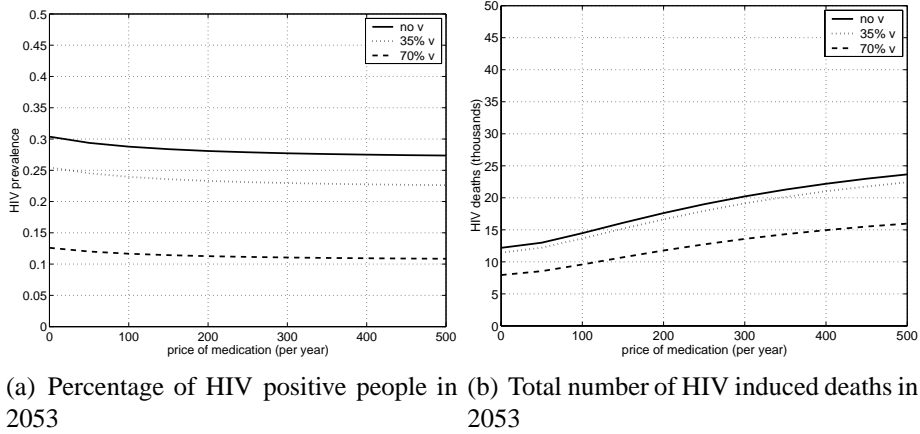 0.5
0.45
0.4
0.35
0.3
0.25
0.2
0.15
0.1
0.05
0
HIV prevalence
no v
35% v
70% v
0 100 200 300 400 500
price of medication (per year)
(a) Percentage of HIV positive people in
2053
50
45
40
35
30
25
20
15
10
5
0
HIV deaths (thousands)
no v
35% v
70% v
0 100 200 300 400 500
price of medication (per year)
(b) Total number of HIV induced deaths in
2053